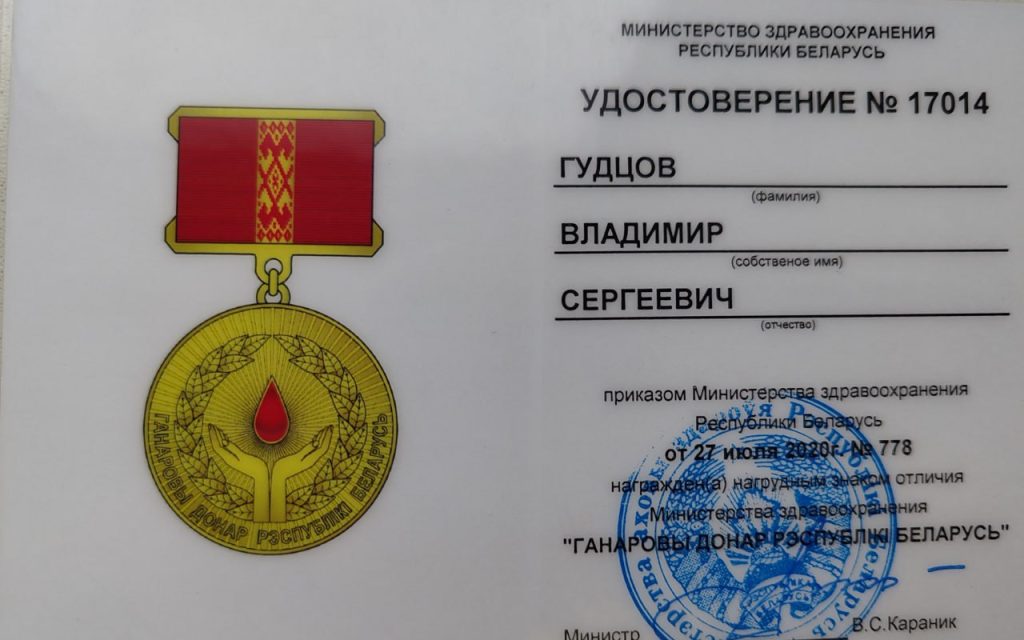 ГАНАРОВЫ ДОНАР РЭСПУБЛІКІ БЕЛАРУСЬ
МИНИСТЕРСТВО ЗДРАВООХРАНЕНИЯ
РЕСПУБЛИКИ БЕЛАРУСЬ
УДОСТОВЕРЕНИЕ № 17014
ГУДЦОВ
(фамилия)
ВЛАДИМИР
(собственое имя)
СЕРГЕЕВИЧ
(отчество)
приказом Министерства здравоохранения
Республики Беларусь
от 27 июля 2020г. № 778
награжден(а) нагрудным знаком отличия
Министерства здравоохранения
"ГАНАРОВЫ ДОНАР РЭСПУБЛІКІ БЕЛАРУСЬ"
Министр
В.С.Караник